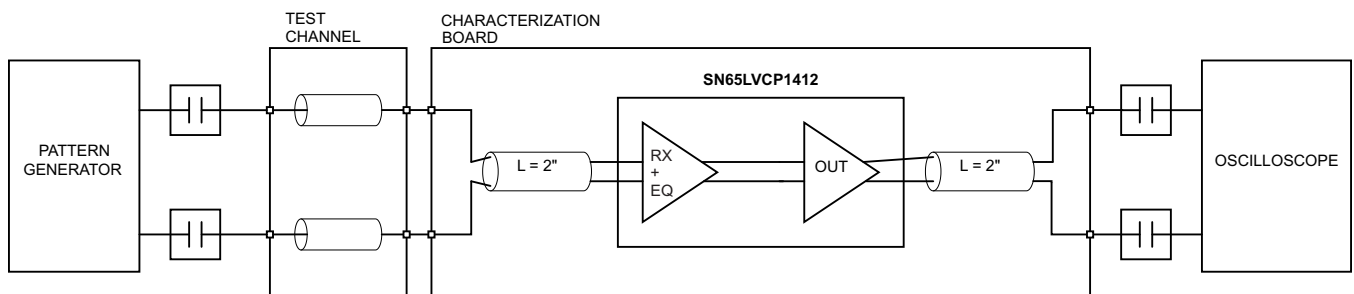 TEST
CHANNEL
CHARACTERIZATION
BOARD
SN65LVCP1412
PATTERN
GENERATOR
L = 2"
RX
+
EQ
OUT
L = 2"
OSCILLOSCOPE